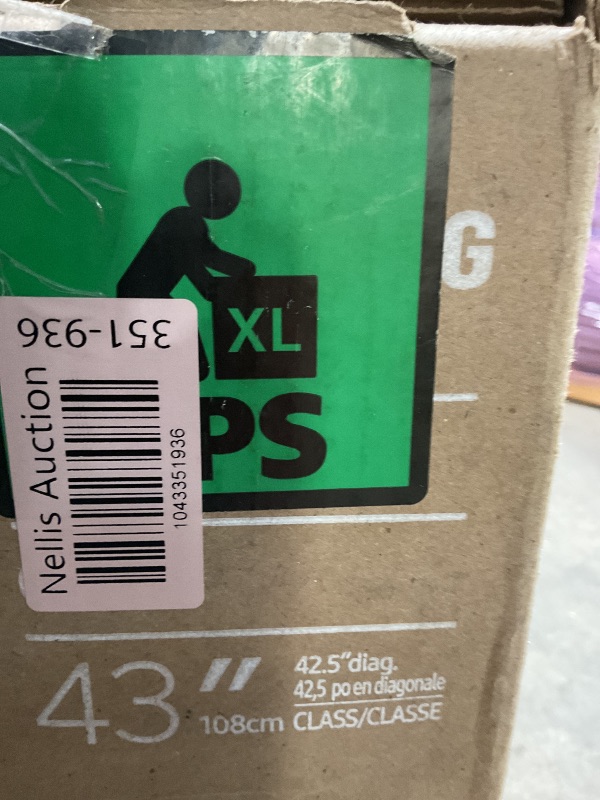 G
XL
PS
351-936
Nellis Auction
1043351936
43″
108cm
42.5″diag.
42,5 po en diagonale
CLASS/CLASSE